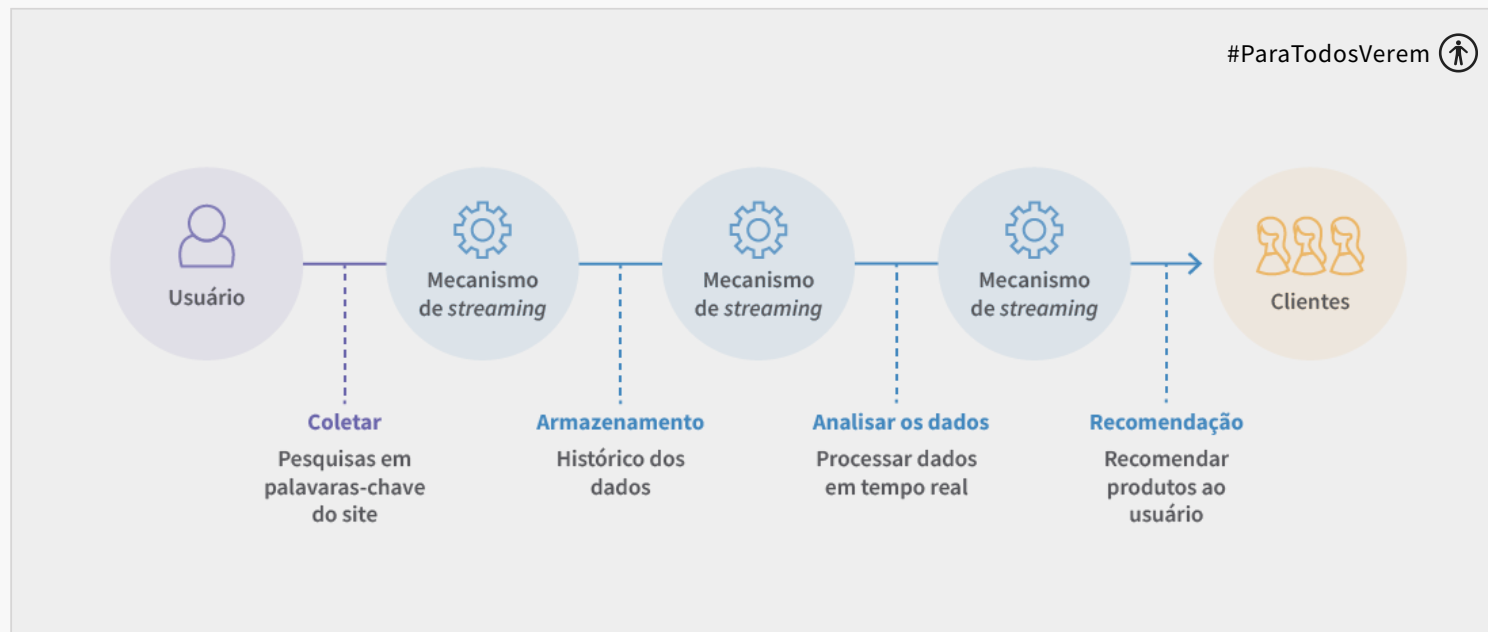 #ParaTodosVerem
Usuário
Mecanismo
de streaming
Mecanismo
de streaming
Mecanismo
de streaming
Clientes
Coletar
Pesquisas em
palavaras-chave
do site
Armazenamento
Histórico dos
dados
Analisar os dados
Processar dados
em tempo real
Recomendação
Recomendar
produtos ao
usuário